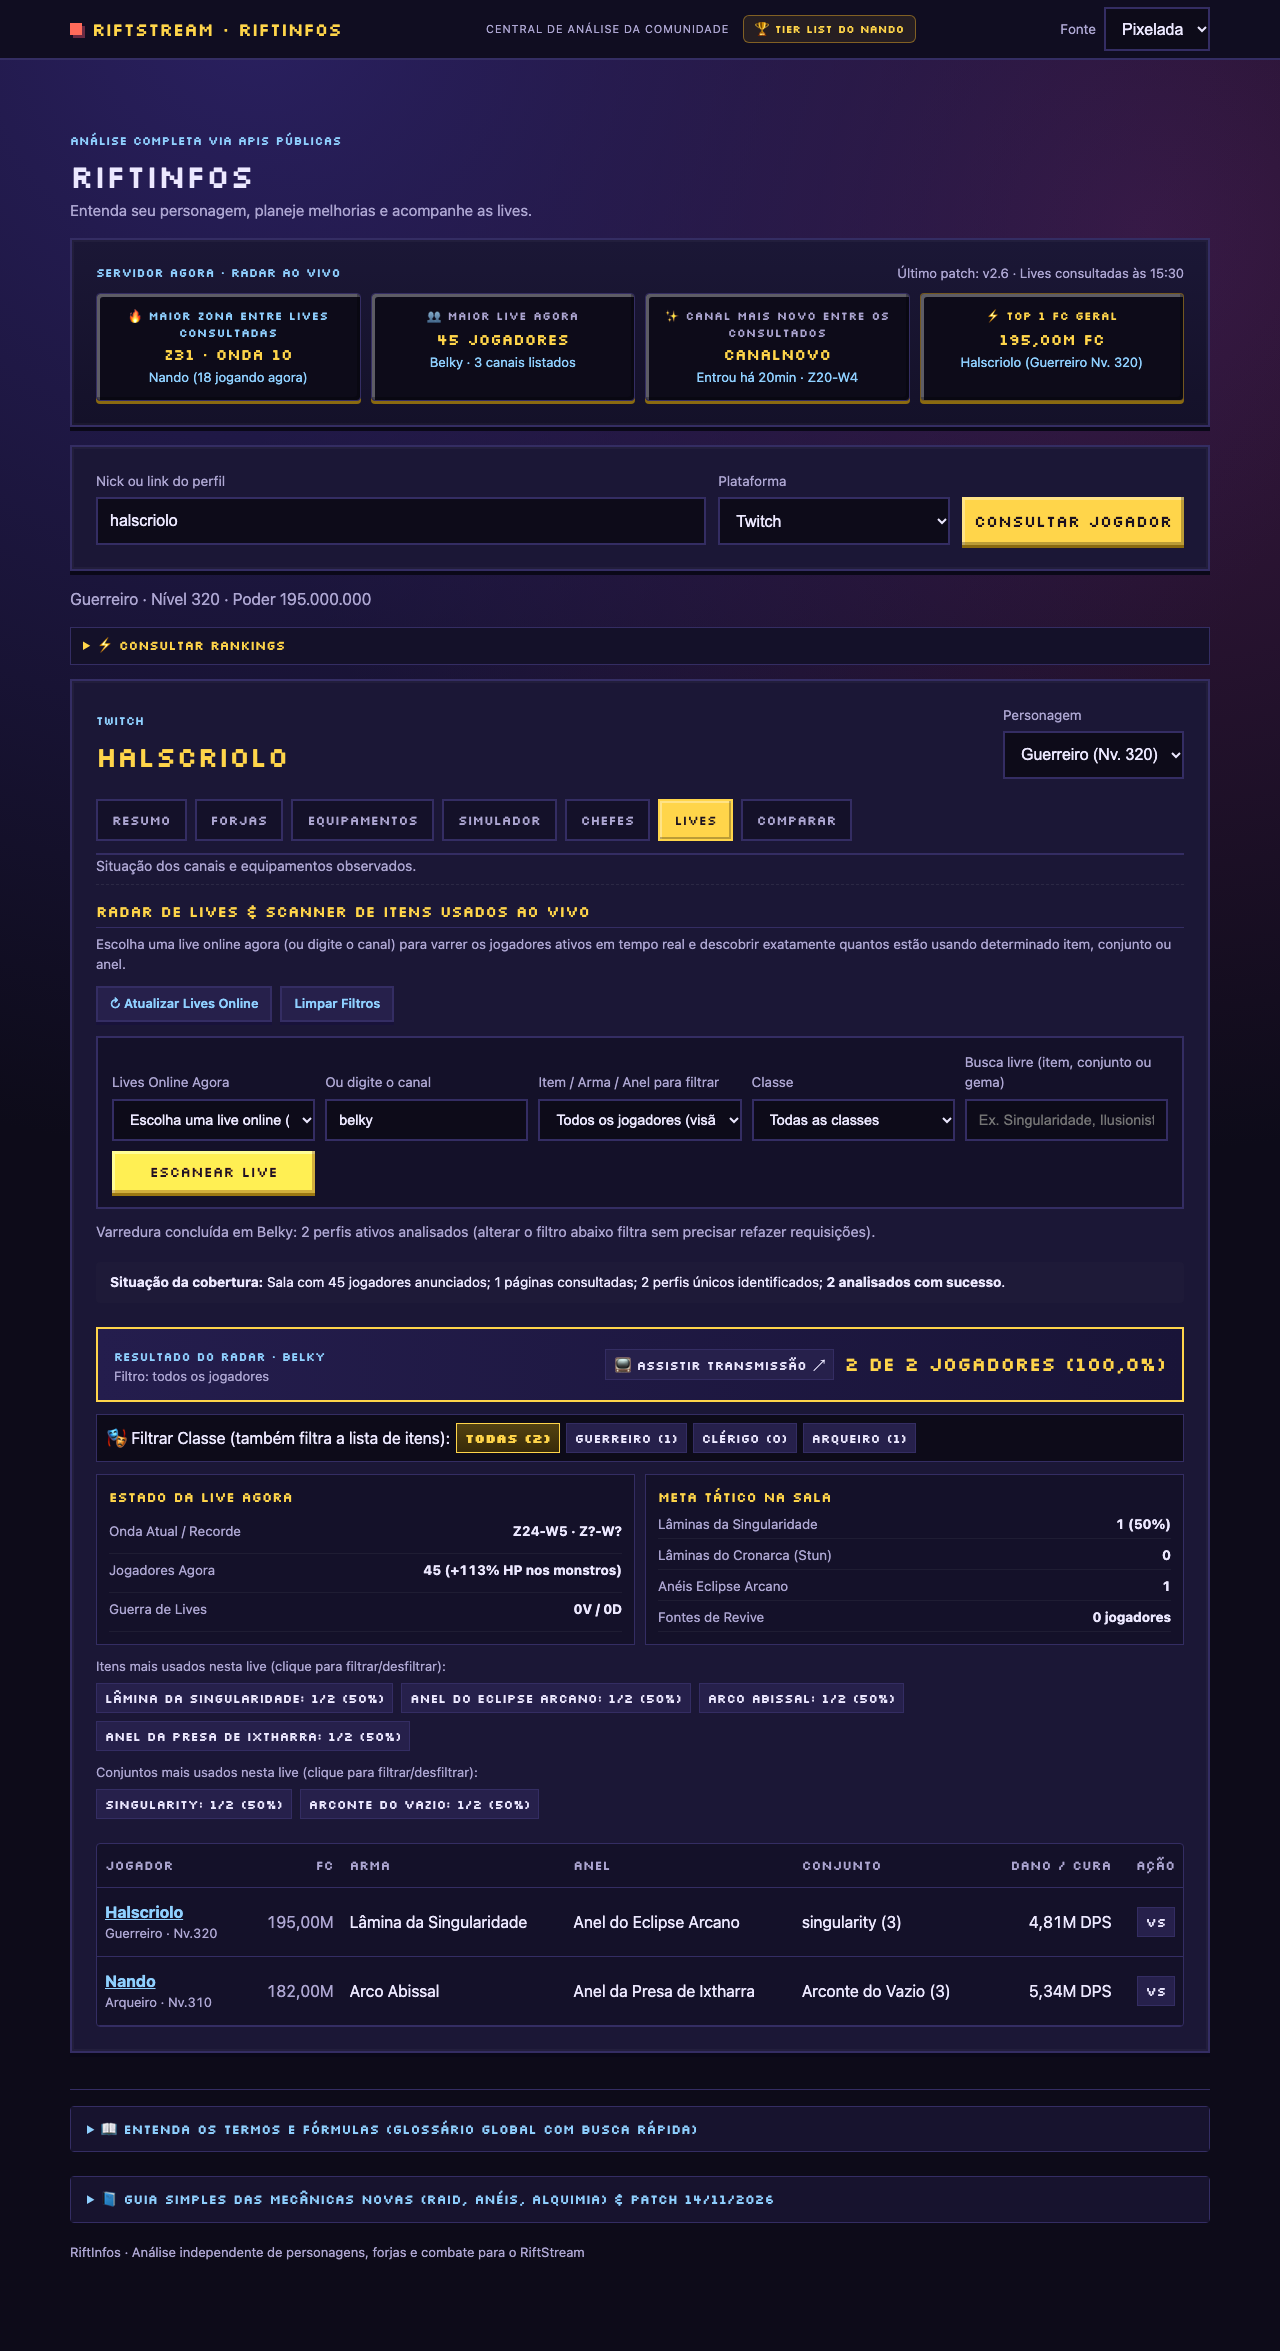 RIFTSTREAM · RIFTINFOS
CENTRAL DE ANÁLISE DA COMUNIDADE
🏆 TIER LIST DO NANDO
Fonte
Pixelada
ANÁLISE COMPLETA VIA APIS PÚBLICAS
RIFTINFOS
Entenda seu personagem, planeje melhorias e acompanhe as lives.
SERVIDOR AGORA · RADAR AO VIVO
Último patch: v2.6 · Lives consultadas às 15:30
🔥 MAIOR ZONA ENTRE LIVES
CONSULTADAS
Z31 · ONDA 10
Nando (18 jogando agora)
👥 MAIOR LIVE AGORA
45 JOGADORES
Belky · 3 canais listados
✨ CANAL MAIS NOVO ENTRE OS
CONSULTADOS
CANALNOVO
Entrou há 20min · Z20-W4
⚡ TOP 1 FC GERAL
195,00M FC
Halscriolo (Guerreiro Nv. 320)
Nick ou link do perfil
halscriolo
Plataforma
Twitch
CONSULTAR JOGADOR
Guerreiro · Nível 320 · Poder 195.000.000
▶ ⚡ CONSULTAR RANKINGS
TWITCH
HALSCRIOLO
Personagem
Guerreiro (Nv. 320)
RESUMO
FORJAS
EQUIPAMENTOS
SIMULADOR
CHEFES
LIVES
COMPARAR
Situação dos canais e equipamentos observados.
RADAR DE LIVES & SCANNER DE ITENS USADOS AO VIVO
Escolha uma live online agora (ou digite o canal) para varrer os jogadores ativos em tempo real e descobrir exatamente quantos estão usando determinado item, conjunto ou
anel.
↻ Atualizar Lives Online
Limpar Filtros
Lives Online Agora
Escolha uma live online (
Ou digite o canal
belky
Item / Arma / Anel para filtrar
Todos os jogadores (visã
Classe
Todas as classes
Busca livre (item, conjunto ou
gema)
Ex. Singularidade, Ilusionist
ESCANEAR LIVE
Varredura concluída em Belky: 2 perfis ativos analisados (alterar o filtro abaixo filtra sem precisar refazer requisições).
Situação da cobertura: Sala com 45 jogadores anunciados; 1 páginas consultadas; 2 perfis únicos identificados; 2 analisados com sucesso.
RESULTADO DO RADAR · BELKY
Filtro: todos os jogadores
📺 ASSISTIR TRANSMISSÃO ↗
2 DE 2 JOGADORES (100,0%)
🎭 Filtrar Classe (também filtra a lista de itens):
TODAS (2)
GUERREIRO (1)
CLÉRIGO (0)
ARQUEIRO (1)
ESTADO DA LIVE AGORA
Onda Atual / Recorde
Z24-W5 · Z?-W?
Jogadores Agora
45 (+113% HP nos monstros)
Guerra de Lives
0V / 0D
META TÁTICO NA SALA
Lâminas da Singularidade
1 (50%)
Lâminas do Cronarca (Stun)
0
Anéis Eclipse Arcano
1
Fontes de Revive
0 jogadores
Itens mais usados nesta live (clique para filtrar/desfiltrar):
LÂMINA DA SINGULARIDADE: 1/2 (50%)
ANEL DO ECLIPSE ARCANO: 1/2 (50%)
ARCO ABISSAL: 1/2 (50%)
ANEL DA PRESA DE IXTHARRA: 1/2 (50%)
Conjuntos mais usados nesta live (clique para filtrar/desfiltrar):
SINGULARITY: 1/2 (50%)
ARCONTE DO VAZIO: 1/2 (50%)
JOGADOR FC ARMA ANEL CONJUNTO DANO / CURA AÇÃO
Halscriolo
Guerreiro · Nv.320
195,00M Lâmina da Singularidade Anel do Eclipse Arcano singularity (3) 4,81M DPS VS
Nando
Arqueiro · Nv.310
182,00M Arco Abissal Anel da Presa de Ixtharra Arconte do Vazio (3) 5,34M DPS VS
▶ 📖 ENTENDA OS TERMOS E FÓRMULAS (GLOSSÁRIO GLOBAL COM BUSCA RÁPIDA)
▶ 📘 GUIA SIMPLES DAS MECÂNICAS NOVAS (RAID, ANÉIS, ALQUIMIA) & PATCH 14/11/2026
RiftInfos · Análise independente de personagens, forjas e combate para o RiftStream